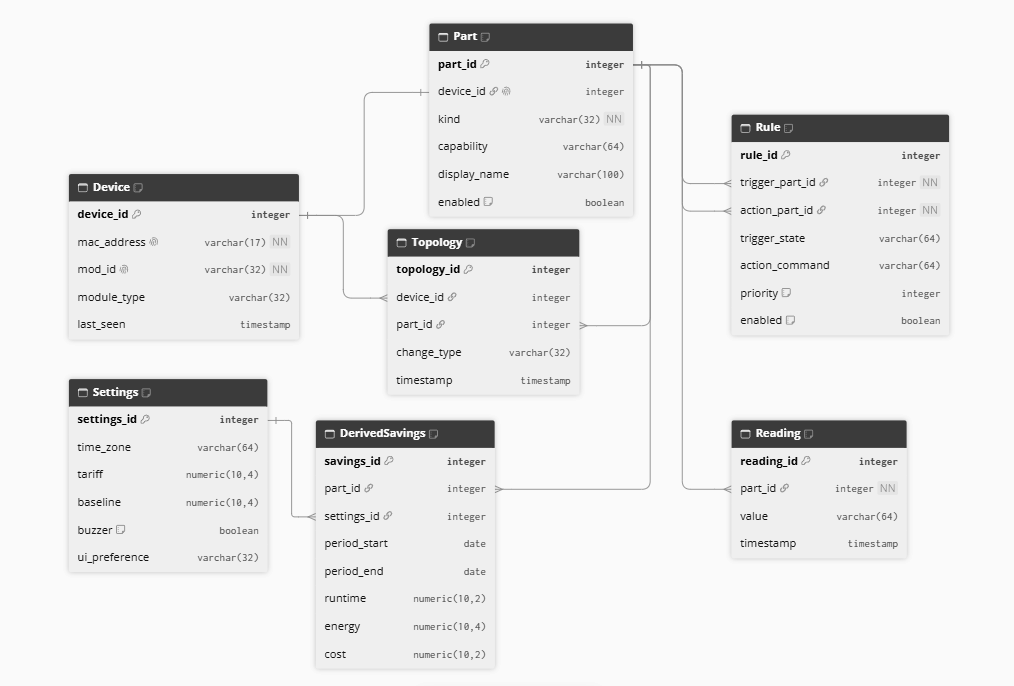 Part
part_id integer
device_id integer
kind varchar(32) NN
capability varchar(64)
display_name varchar(100)
enabled boolean
Device
device_id integer
mac_address varchar(17) NN
mod_id varchar(32) NN
module_type varchar(32)
last_seen timestamp
Topology
topology_id integer
device_id integer
part_id integer
change_type varchar(32)
timestamp timestamp
Rule
rule_id integer
trigger_part_id integer NN
action_part_id integer NN
trigger_state varchar(64)
action_command varchar(64)
priority integer
enabled boolean
Settings
settings_id integer
time_zone varchar(64)
tariff numeric(10,4)
baseline numeric(10,4)
buzzer boolean
ui_preference varchar(32)
DerivedSavings
savings_id integer
part_id integer
settings_id integer
period_start date
period_end date
runtime numeric(10,2)
energy numeric(10,4)
cost numeric(10,2)
Reading
reading_id integer
part_id integer NN
value varchar(64)
timestamp timestamp